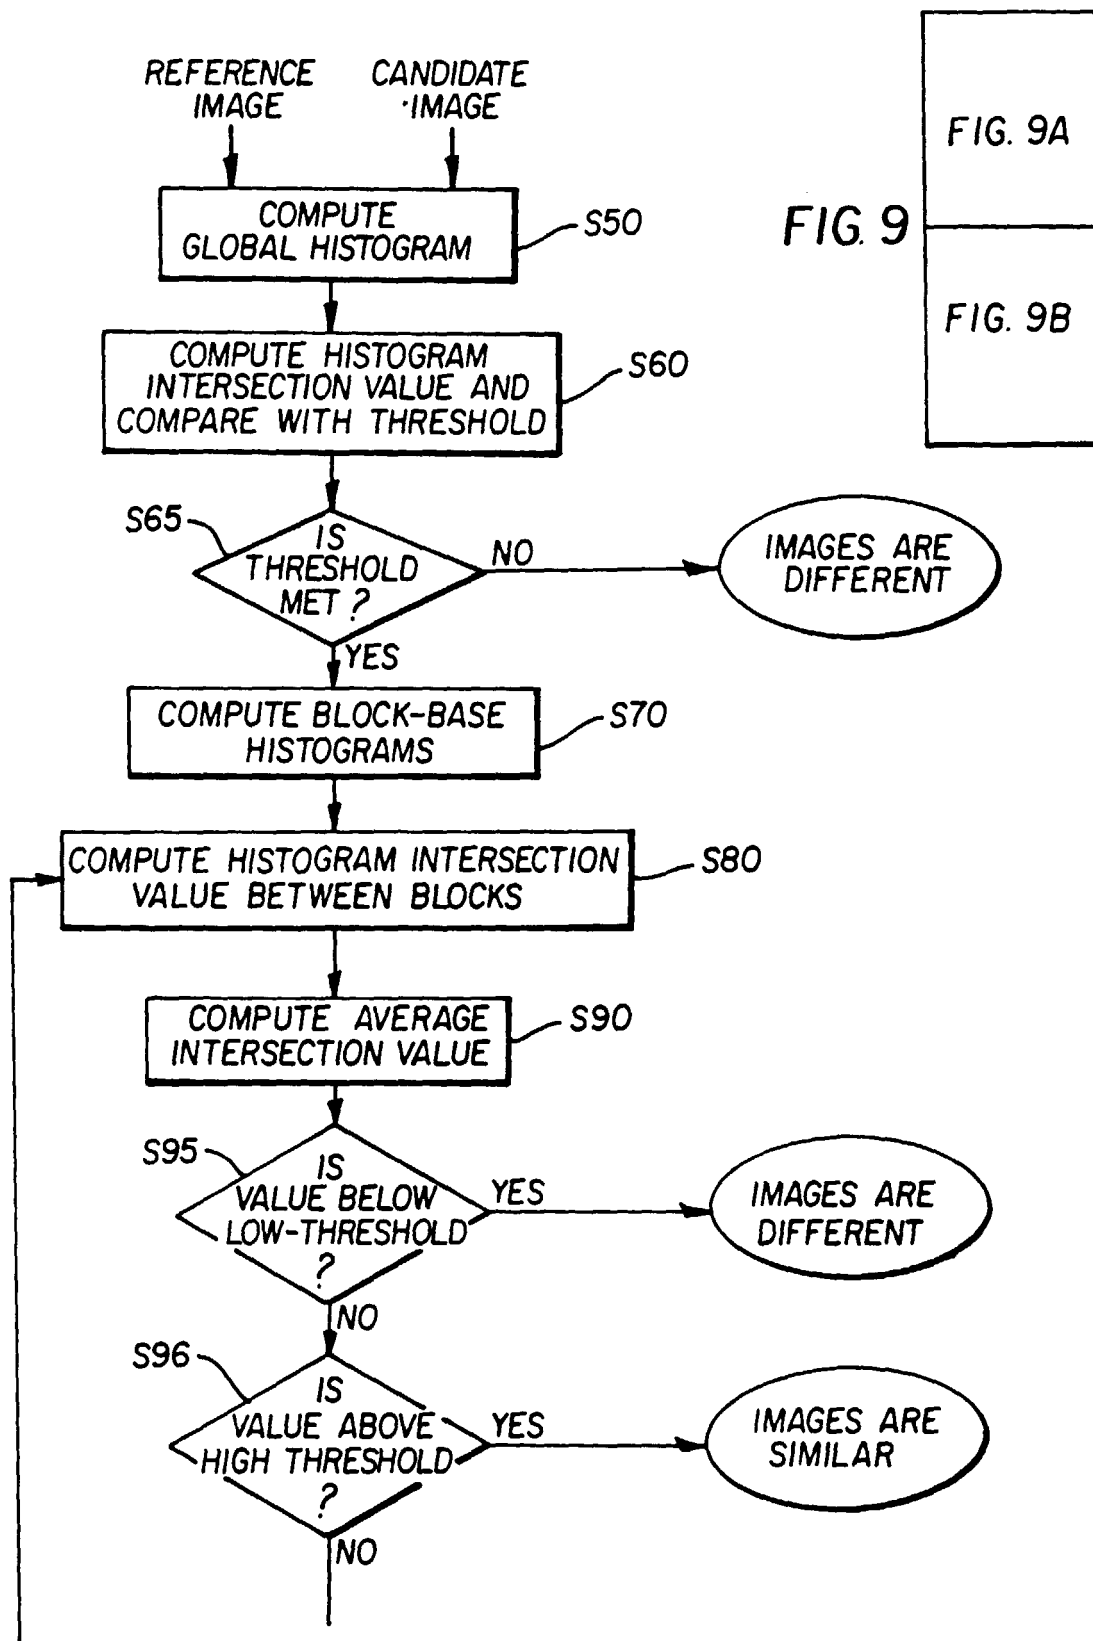 REFERENCE
IMAGE
CANDIDATE
IMAGE
COMPUTE
GLOBAL HISTOGRAM
S50
FIG. 9
FIG. 9A
FIG. 9B
COMPUTE HISTOGRAM
INTERSECTION VALUE AND
COMPARE WITH THRESHOLD
S60
S65
IS
THRESHOLD
MET ?
NO
IMAGES ARE
DIFFERENT
YES
COMPUTE BLOCK-BASE
HISTOGRAMS
S70
COMPUTE HISTOGRAM INTERSECTION
VALUE BETWEEN BLOCKS
S80
COMPUTE AVERAGE
INTERSECTION VALUE
S90
S95
IS
VALUE BELOW
LOW-THRESHOLD
?
YES
IMAGES ARE
DIFFERENT
NO
S96
IS
VALUE ABOVE
HIGH THRESHOLD
?
YES
IMAGES ARE
SIMILAR
NO